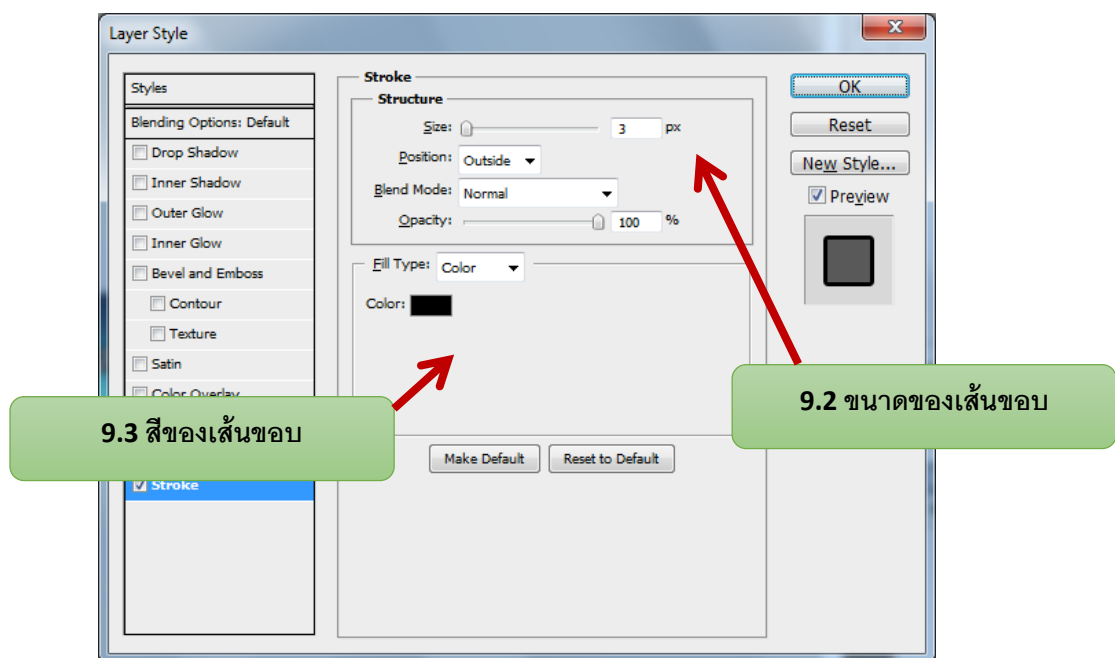 Layer Style
Styles
Blending Options: Default
Drop Shadow
Inner Shadow
Outer Glow
Inner Glow
Bevel and Emboss
Contour
Texture
Satin
Color Overlay
Stroke
Stroke
Structure
Size: 3 px
Position: Outside
Blend Mode: Normal
Opacity: 100 %
Fill Type: Color
Color:
Make Default Reset to Default
OK
Reset
New Style...
Preview
9.2 ขนาดของเส้นขอบ
9.3 สีของเส้นขอบ